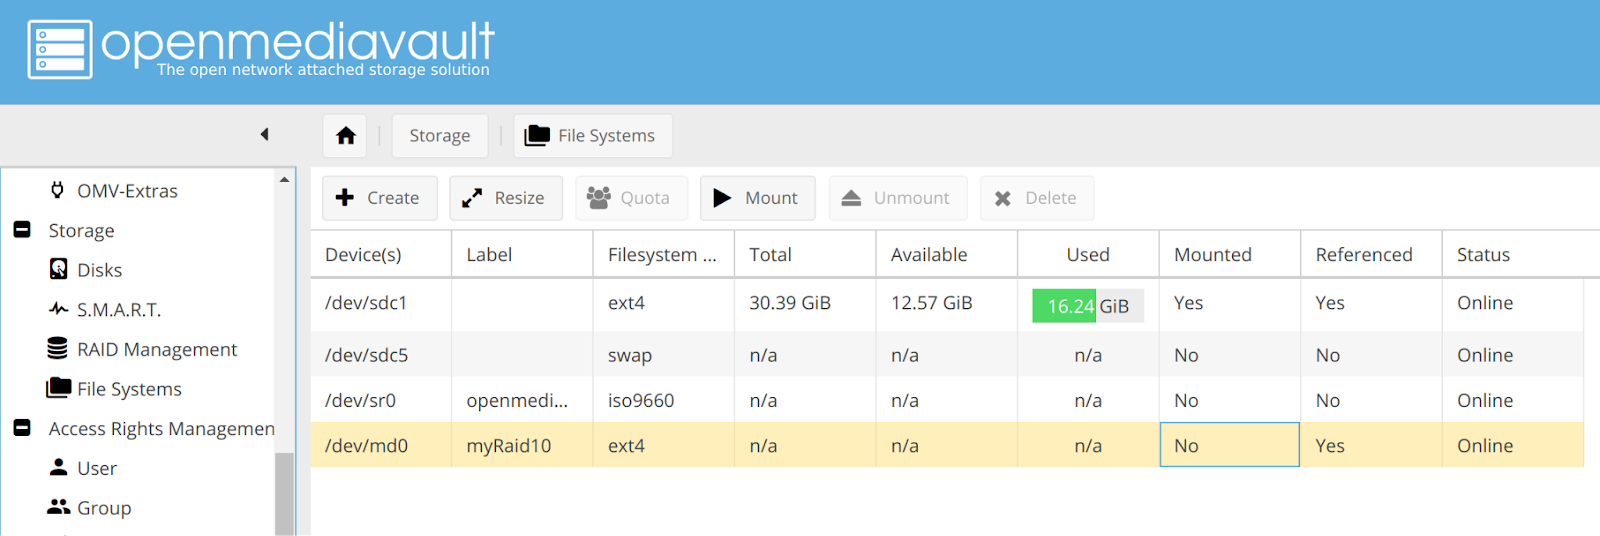 openmediavault
The open network attached storage solution
Storage File Systems
OMV-Extras
Storage
Disks
S.M.A.R.T.
RAID Management
File Systems
Access Rights Managemen
User
Group
Create Resize Quota Mount Unmount Delete
Device(s) Label Filesystem ... Total Available Used Mounted Referenced Status
/dev/sdc1 ext4 30.39 GiB 12.57 GiB 16.24 GiB Yes Yes Online
/dev/sdc5 swap n/a n/a n/a No No Online
/dev/sr0 openmedi... iso9660 n/a n/a n/a No No Online
/dev/md0 myRaid10 ext4 n/a n/a n/a No Yes Online